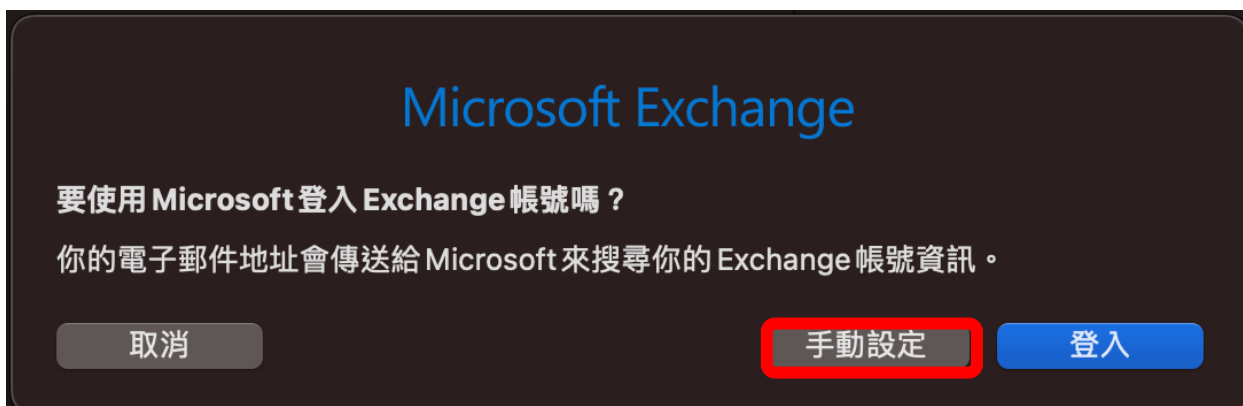 Microsoft Exchange
要使用 Microsoft 登入 Exchange 帳號嗎？
你的電子郵件地址會傳送給 Microsoft 來搜尋你的 Exchange 帳號資訊。
取消 手動設定 登入